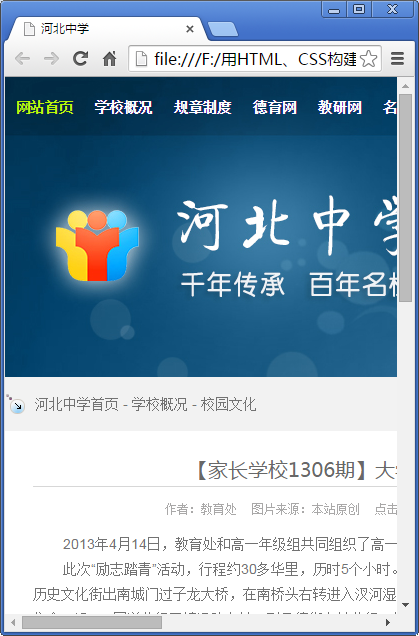 河北中学
file:///F:/用HTML、CSS构建
网站首页 学校概况 规章制度 德育网 教研网 名
河北中学
千年传承 百年名校
河北中学首页 - 学校概况 - 校园文化
【家长学校1306期】大
作者：教育处 图片来源：本站原创 点击
2013年4月14日，教育处和高一年级组共同组织了高一
此次“励志踏青”活动，行程约30多华里，历时5个小时。
历史文化街出南城门过子龙大桥，在南桥头右转进入汊河湿